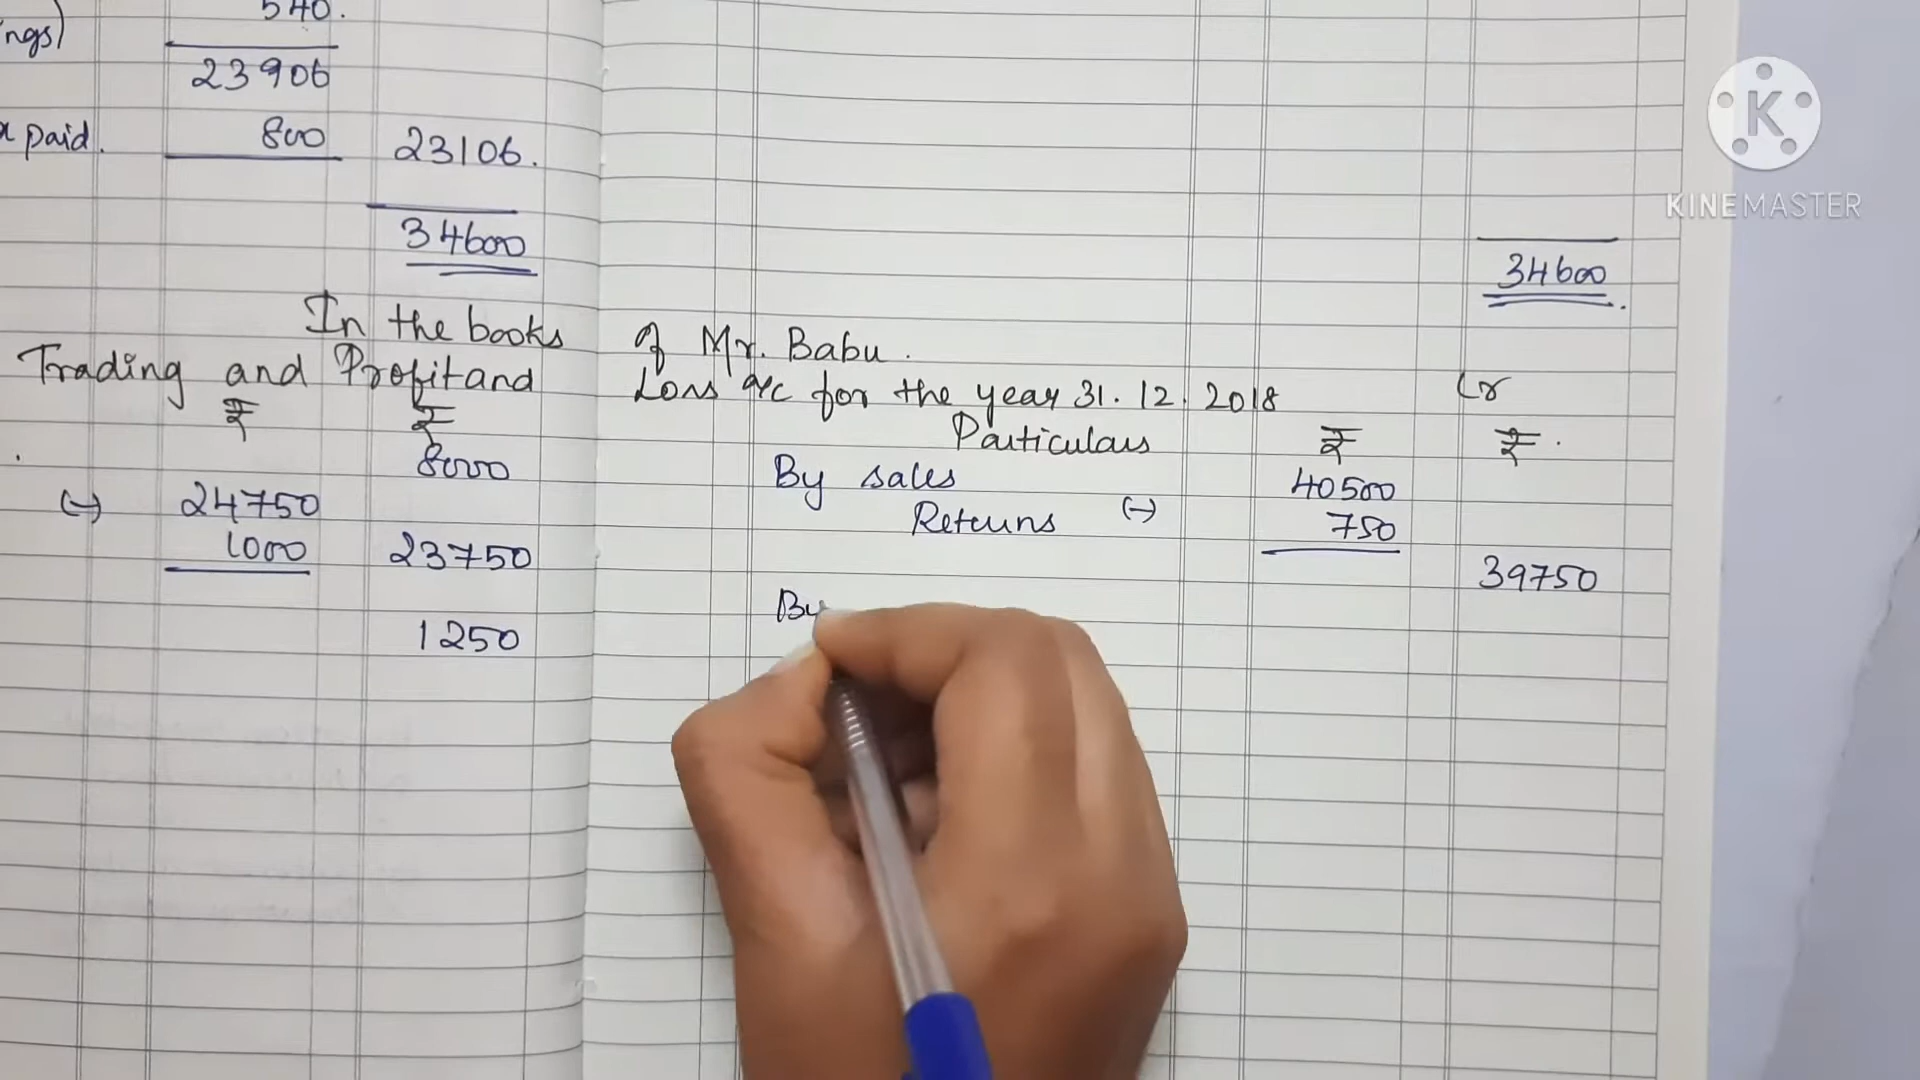 540.
ngs)
23906
paid. 800 23106.
34600
34600
In the books of Mr. Babu.
Trading and Profit and Loss a/c for the year 31.12.2018 Cr
₹ ₹ Particulars ₹ ₹
8000
By sales 40500
(-) 24750
Returns (-) 750
1000 23750
39750
By
1250
K
KINEMASTER